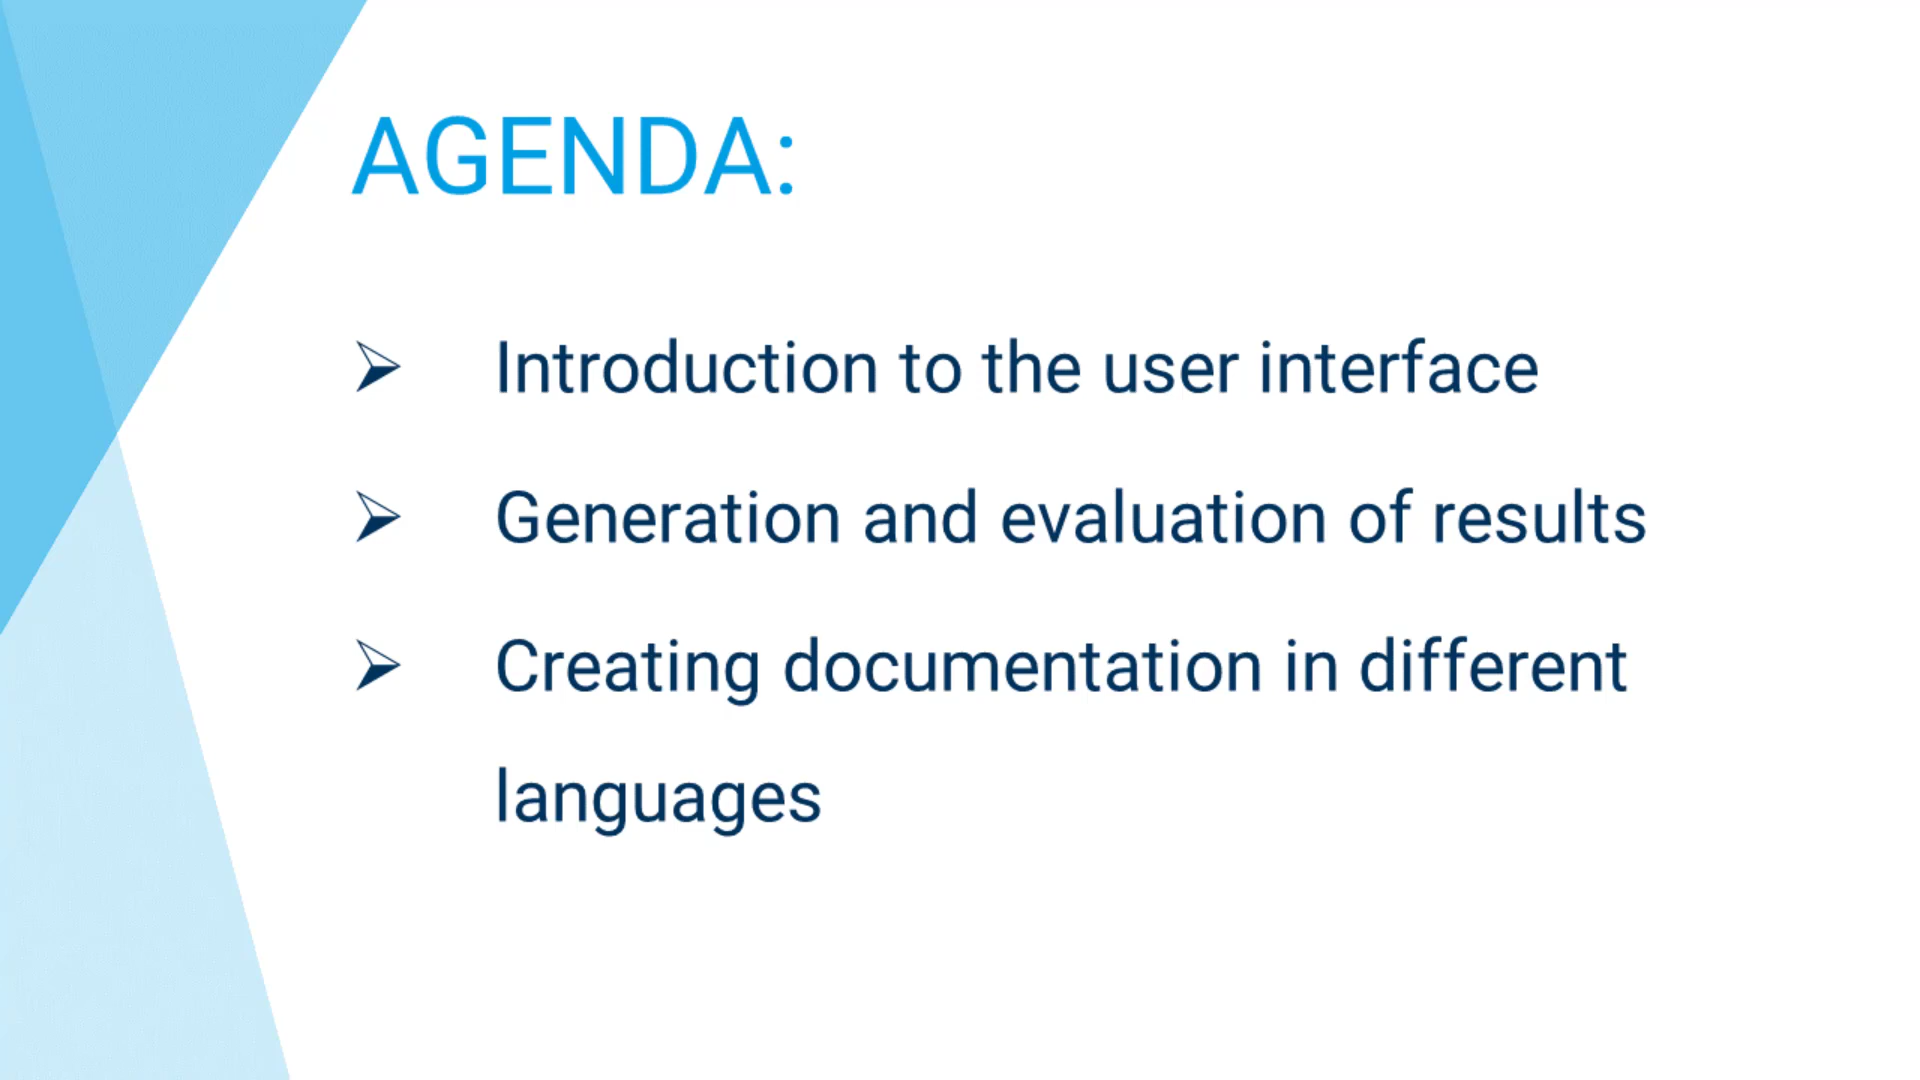 AGENDA:
➢ Introduction to the user interface
➢ Generation and evaluation of results
➢ Creating documentation in different
languages